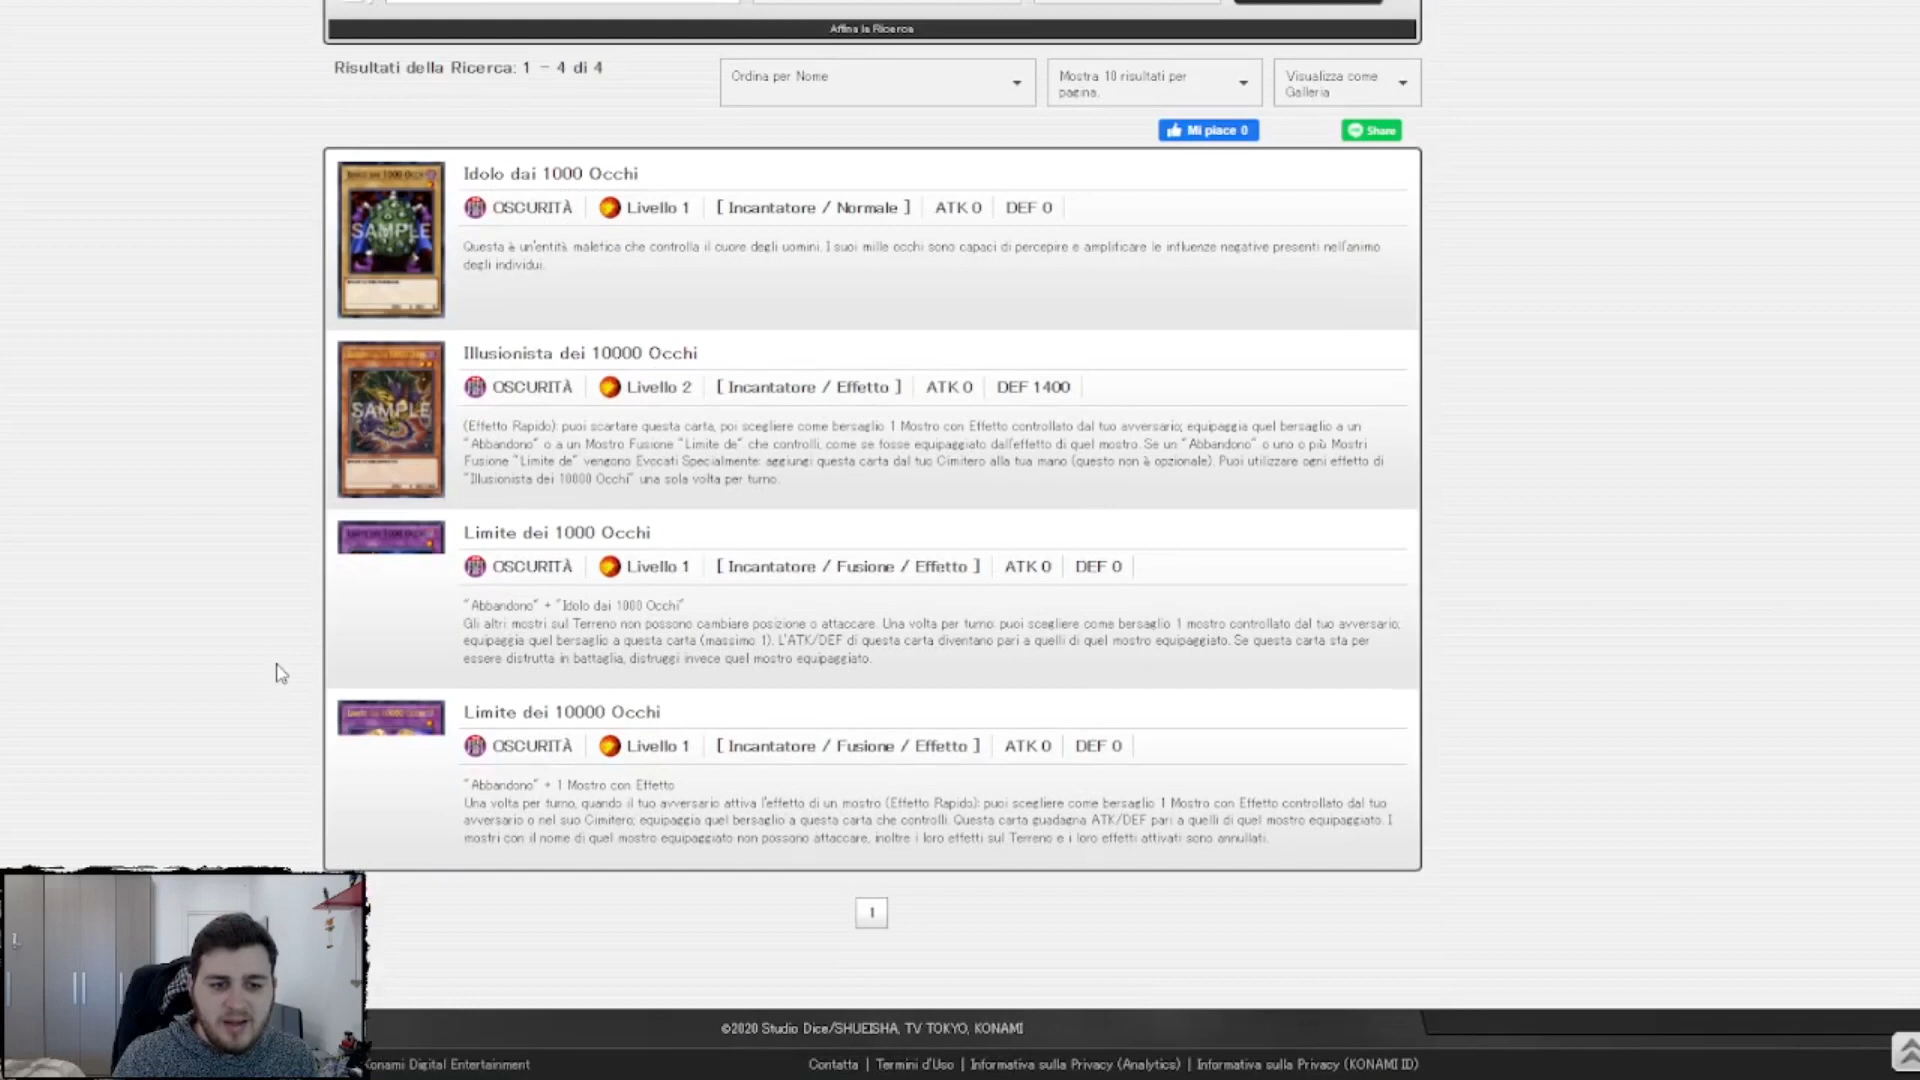 Affina la Ricerca
Risultati della Ricerca: 1 - 4 di 4
Ordina per Nome
Mostra 10 risultati per
pagina.
Visualizza come
Galleria
Mi piace 0
Share
Idolo dai 1000 Occhi
OSCURITÀ Livello 1 [ Incantatore / Normale ] ATK 0 DEF 0
SAMPLE
Questa è un'entità malefica che controlla il cuore degli uomini. I suoi mille occhi sono capaci di percepire e amplificare le influenze negative presenti nell'animo
degli individui.
Illusionista dei 10000 Occhi
OSCURITÀ Livello 2 [ Incantatore / Effetto ] ATK 0 DEF 1400
SAMPLE
(Effetto Rapido): puoi scartare questa carta, poi scegliere come bersaglio 1 Mostro con Effetto controllato dal tuo avversario; equipaggia quel bersaglio a un
"Abbandono" o a un Mostro Fusione "Limite de" che controlli, come se fosse equipaggiato dall'effetto di quel mostro. Se un "Abbandono" o uno o più Mostri
Fusione "Limite de" vengono Evocati Specialmente: aggiungi questa carta dal tuo Cimitero alla tua mano (questo non è opzionale). Puoi utilizzare ogni effetto di
"Illusionista dei 10000 Occhi" una sola volta per turno.
Limite dei 1000 Occhi
OSCURITÀ Livello 1 [ Incantatore / Fusione / Effetto ] ATK 0 DEF 0
"Abbandono" + "Idolo dai 1000 Occhi"
Gli altri mostri sul Terreno non possono cambiare posizione o attaccare. Una volta per turno: puoi scegliere come bersaglio 1 mostro controllato dal tuo avversario;
equipaggia quel bersaglio a questa carta (massimo 1). L'ATK/DEF di questa carta diventano pari a quelli di quel mostro equipaggiato. Se questa carta sta per
essere distrutta in battaglia, distruggi invece quel mostro equipaggiato.
Limite dei 10000 Occhi
OSCURITÀ Livello 1 [ Incantatore / Fusione / Effetto ] ATK 0 DEF 0
"Abbandono" + 1 Mostro con Effetto
Una volta per turno, quando il tuo avversario attiva l'effetto di un mostro (Effetto Rapido): puoi scegliere come bersaglio 1 Mostro con Effetto controllato dal tuo
avversario o nel suo Cimitero; equipaggia quel bersaglio a questa carta che controlli. Questa carta guadagna ATK/DEF pari a quelli di quel mostro equipaggiato. I
mostri con il nome di quel mostro equipaggiato non possono attaccare, inoltre i loro effetti sul Terreno e i loro effetti attivati sono annullati.
1
©2020 Studio Dice/SHUEISHA, TV TOKYO, KONAMI
Konami Digital Entertainment
Contatta | Termini d'Uso | Informativa sulla Privacy (Analytics) | Informativa sulla Privacy (KONAMI ID)